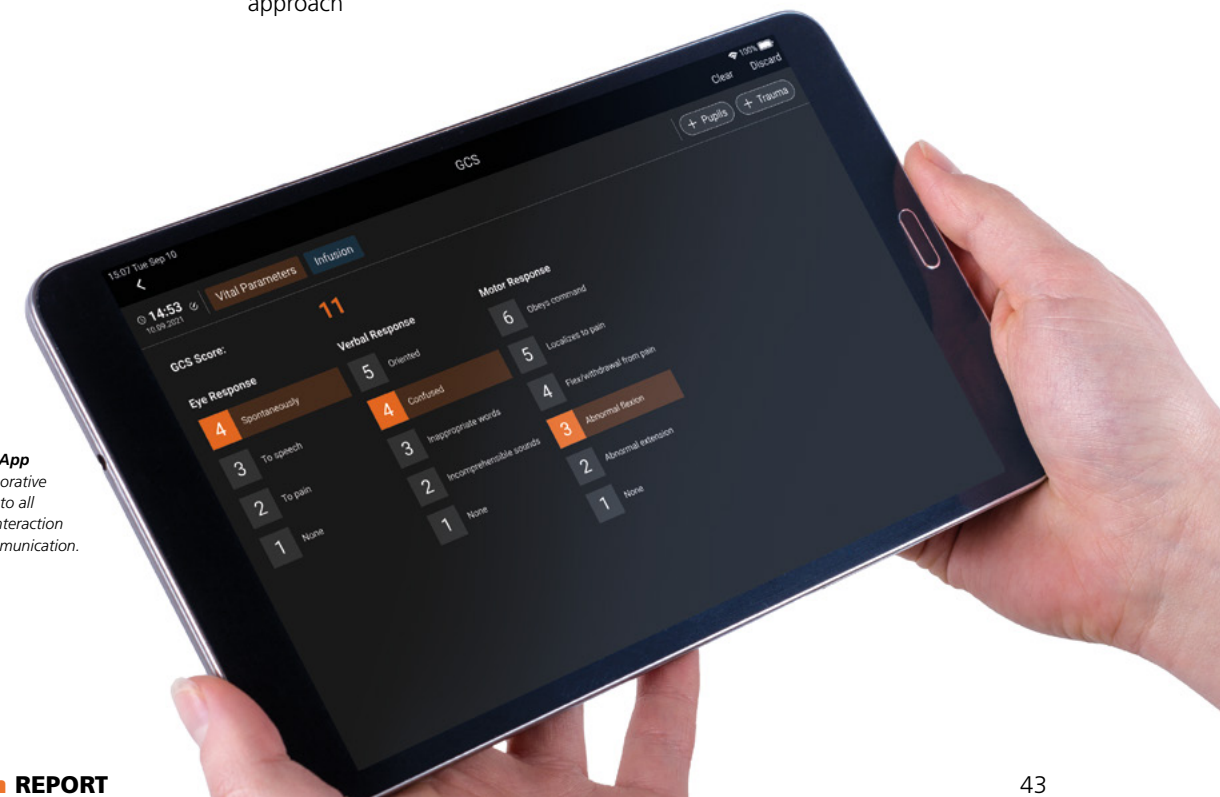 approach
15:07 Tue Sep 10
100%
Clear Discard
GCS
+ Pupils + Trauma
14:53
10.09.2021
Vital Parameters Infusion
GCS Score: 11
Eye Response
4 Spontaneously
3 To speech
2 To pain
1 None
Verbal Response
5 Oriented
4 Confused
3 Inappropriate words
2 Incomprehensible sounds
1 None
Motor Response
6 Obeys command
5 Localizes to pain
4 Flex/withdrawal from pain
3 Abnormal flexion
2 Abnormal extension
1 None
App
orative
to all
nteraction
munication.
REPORT
43